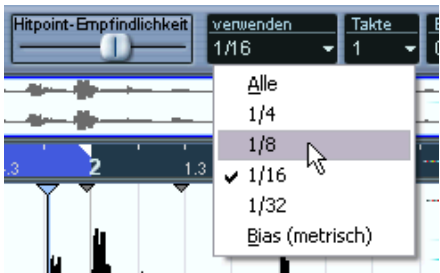 Hitpoint-Empfindlichkeit verwenden Takte
1/16 1
Alle
1/4
1/8
1/16
1/32
Bias (metrisch)
.3 2 1.3